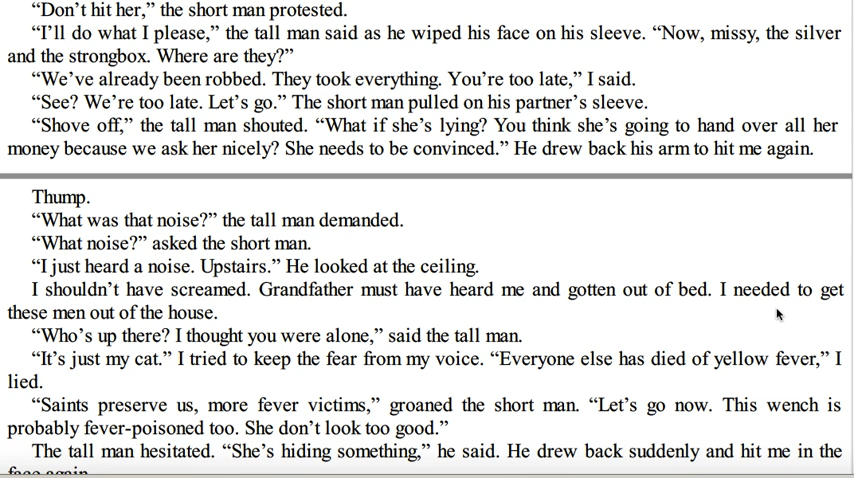 “Don’t hit her,” the short man protested.
“I’ll do what I please,” the tall man said as he wiped his face on his sleeve. “Now, missy, the silver
and the strongbox. Where are they?”
“We’ve already been robbed. They took everything. You’re too late,” I said.
“See? We’re too late. Let’s go.” The short man pulled on his partner’s sleeve.
“Shove off,” the tall man shouted. “What if she’s lying? You think she’s going to hand over all her
money because we ask her nicely? She needs to be convinced.” He drew back his arm to hit me again.
Thump.
“What was that noise?” the tall man demanded.
“What noise?” asked the short man.
“I just heard a noise. Upstairs.” He looked at the ceiling.
I shouldn’t have screamed. Grandfather must have heard me and gotten out of bed. I needed to get
these men out of the house.
“Who’s up there? I thought you were alone,” said the tall man.
“It’s just my cat.” I tried to keep the fear from my voice. “Everyone else has died of yellow fever,” I
lied.
“Saints preserve us, more fever victims,” groaned the short man. “Let’s go now. This wench is
probably fever-poisoned too. She don’t look too good.”
The tall man hesitated. “She’s hiding something,” he said. He drew back suddenly and hit me in the
face again